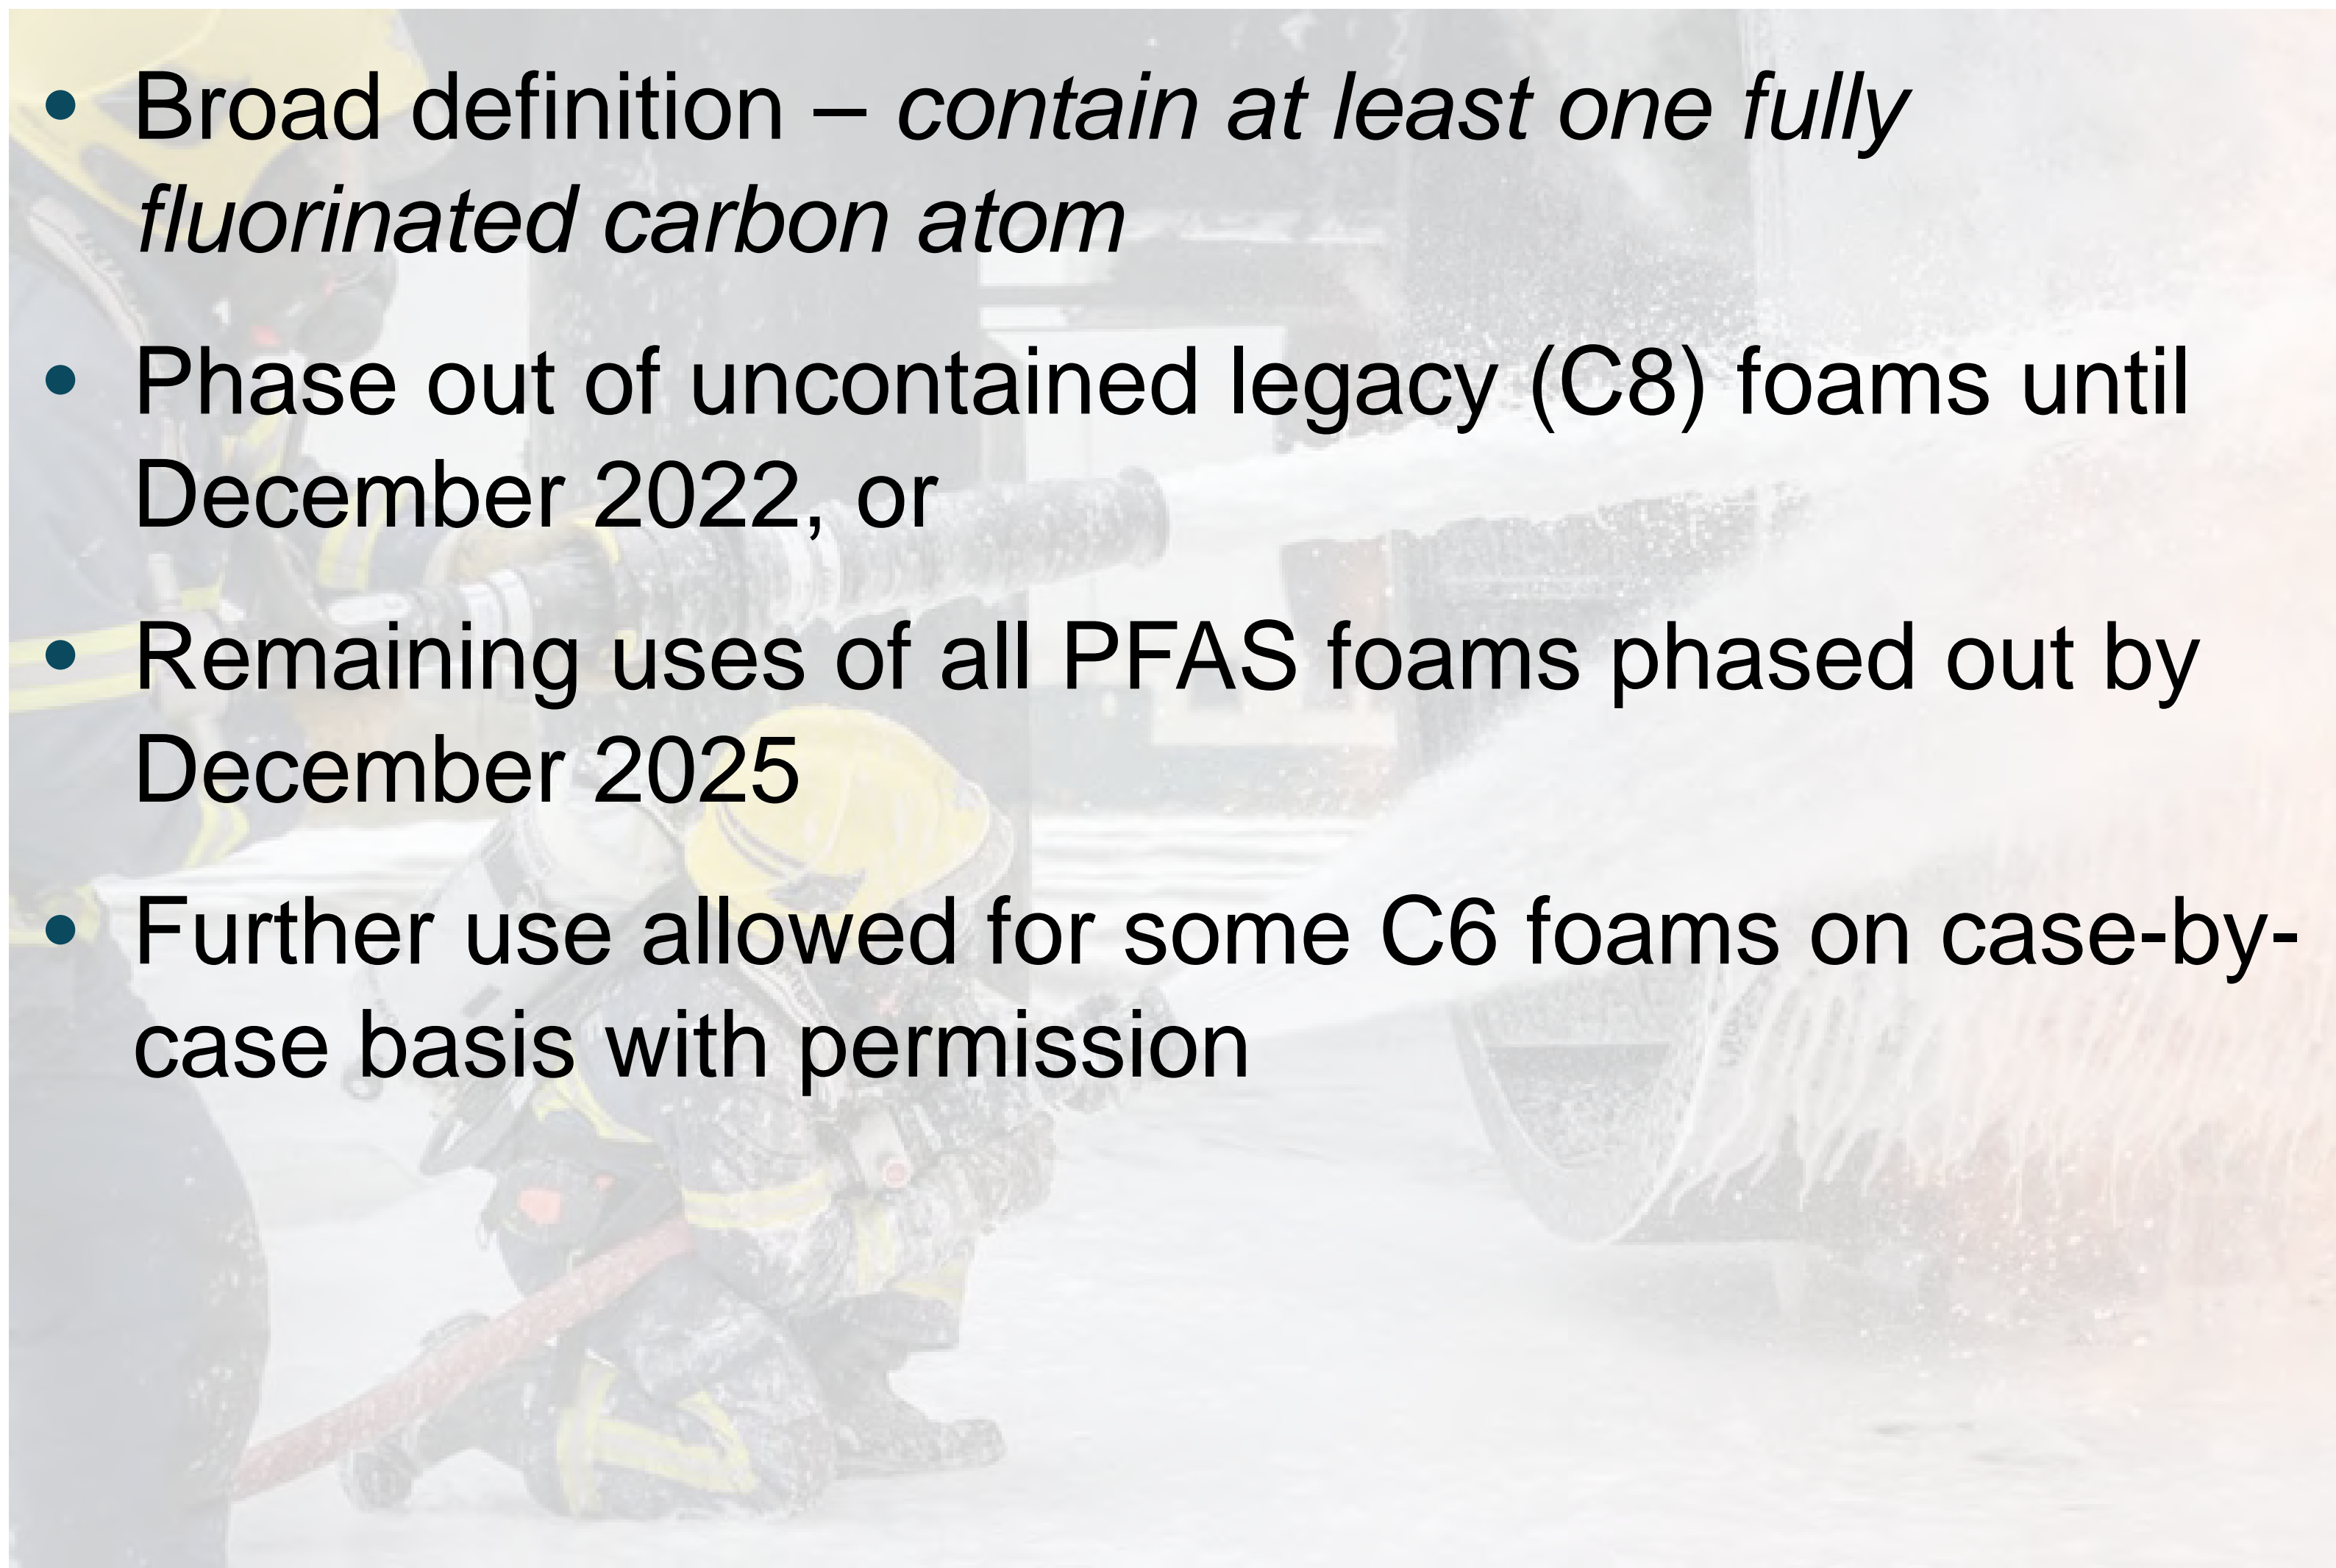 • Broad definition – contain at least one fully
fluorinated carbon atom
• Phase out of uncontained legacy (C8) foams until
December 2022, or
• Remaining uses of all PFAS foams phased out by
December 2025
• Further use allowed for some C6 foams on case-by-
case basis with permission